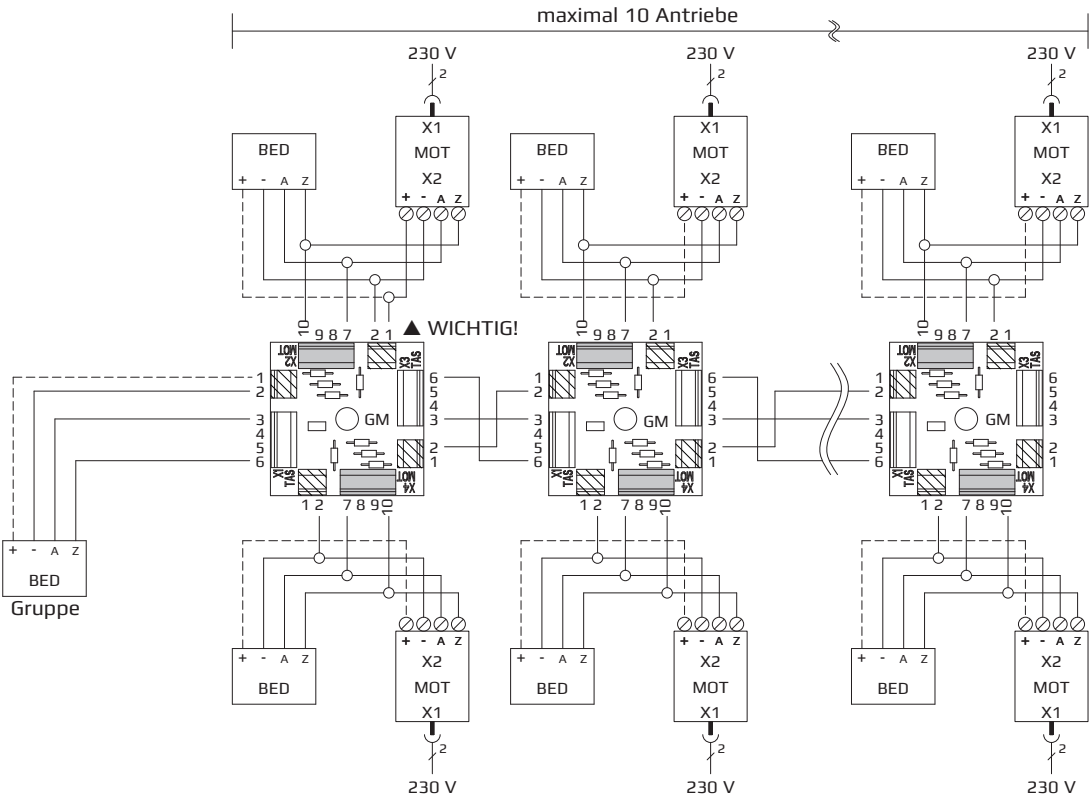 maximal 10 Antriebe
230 V 230 V 230 V
2 2 2
X1 X1 X1
BED MOT BED MOT BED MOT
X2 X2 X2
+ - A Z + - A Z + - A Z + - A Z + - A Z + - A Z
10 9 8 7 2 1 ▲ WICHTIG! 10 9 8 7 2 1 10 9 8 7 2 1
X2 MOT X3 TAS X2 MOT X3 TAS X2 MOT X3 TAS
1 6 1 6 1 6
2 5 2 5 2 5
4 4 4
3 GM 3 3 GM 3 3 GM 3
4 4 4
5 2 5 2 5 2
6 1 6 1 6 1
X1 TAS X4 MOT X1 TAS X4 MOT X1 TAS X4 MOT
1 2 7 8 9 10 1 2 7 8 9 10 1 2 7 8 9 10
+ - A Z
BED
Gruppe
+ - A Z + - A Z + - A Z + - A Z + - A Z + - A Z
X2 X2 X2
BED MOT BED MOT BED MOT
X1 X1 X1
2 2 2
230 V 230 V 230 V